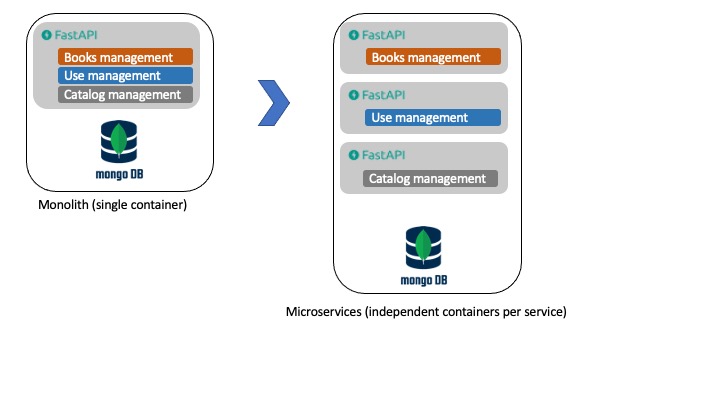 FastAPI
Books management
Use management
Catalog management
mongo DB
Monolith (single container)
FastAPI
Books management
FastAPI
Use management
FastAPI
Catalog management
mongo DB
Microservices (independent containers per service)